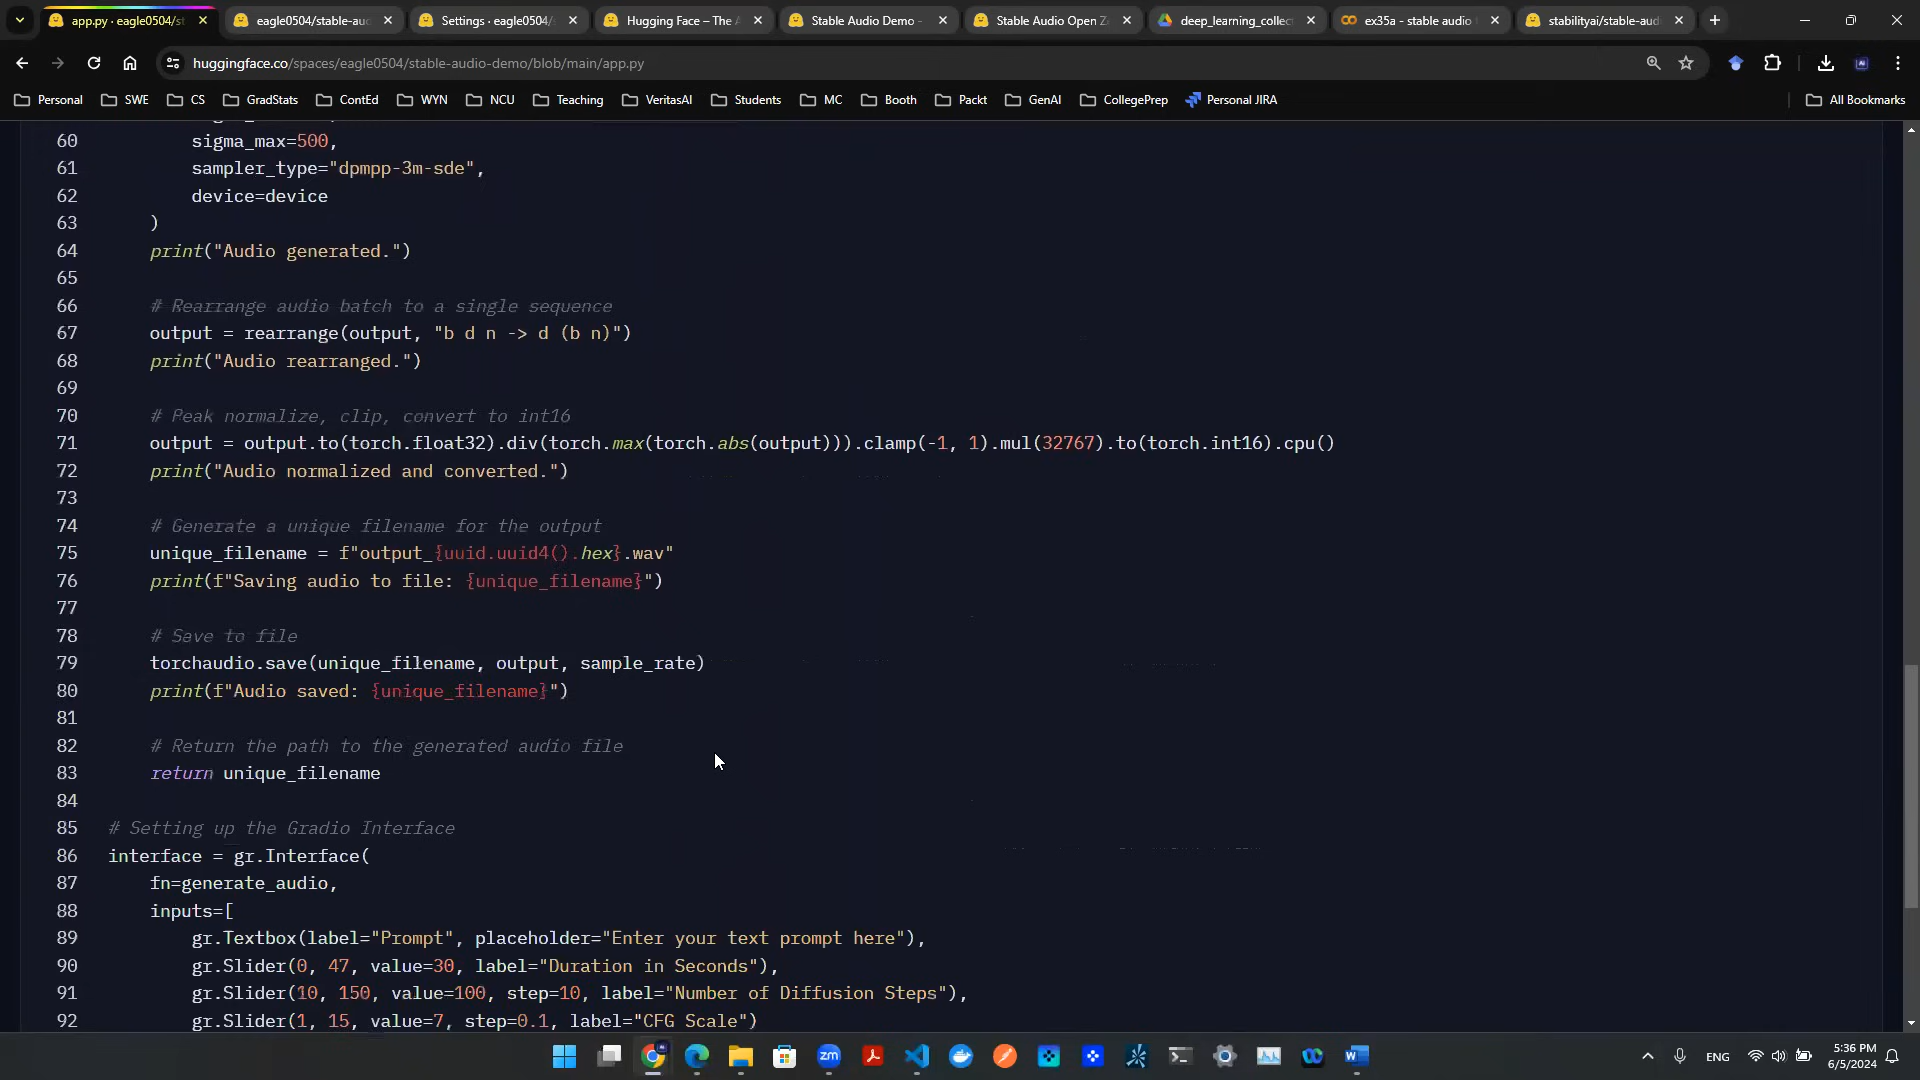 app.py · eagle0504/st
eagle0504/stable-aud
Settings · eagle0504/s
Hugging Face – The A
Stable Audio Demo -
Stable Audio Open Ze
deep_learning_collec
ex35a - stable audio
stabilityai/stable-aud
huggingface.co/spaces/eagle0504/stable-audio-demo/blob/main/app.py
Personal SWE CS GradStats ContEd WYN NCU Teaching VeritasAI Students MC Booth Packt GenAI CollegePrep Personal JIRA All Bookmarks
60 sigma_max=500,
61 sampler_type="dpmpp-3m-sde",
62 device=device
63 )
64 print("Audio generated.")
65
66 # Rearrange audio batch to a single sequence
67 output = rearrange(output, "b d n -> d (b n)")
68 print("Audio rearranged.")
69
70 # Peak normalize, clip, convert to int16
71 output = output.to(torch.float32).div(torch.max(torch.abs(output))).clamp(-1, 1).mul(32767).to(torch.int16).cpu()
72 print("Audio normalized and converted.")
73
74 # Generate a unique filename for the output
75 unique_filename = f"output_{uuid.uuid4().hex}.wav"
76 print(f"Saving audio to file: {unique_filename}")
77
78 # Save to file
79 torchaudio.save(unique_filename, output, sample_rate)
80 print(f"Audio saved: {unique_filename}")
81
82 # Return the path to the generated audio file
83 return unique_filename
84
85 # Setting up the Gradio Interface
86 interface = gr.Interface(
87 fn=generate_audio,
88 inputs=[
89 gr.Textbox(label="Prompt", placeholder="Enter your text prompt here"),
90 gr.Slider(0, 47, value=30, label="Duration in Seconds"),
91 gr.Slider(10, 150, value=100, step=10, label="Number of Diffusion Steps"),
92 gr.Slider(1, 15, value=7, step=0.1, label="CFG Scale")
zm
ENG
5:36 PM
6/5/2024